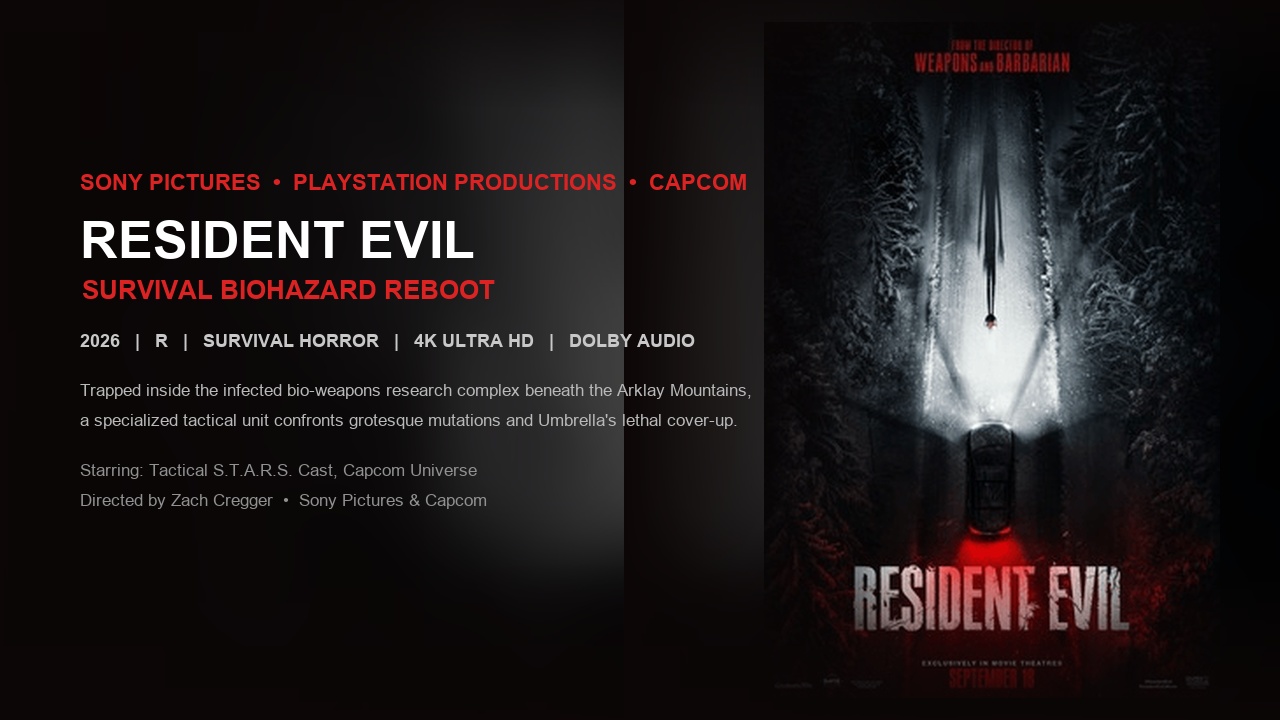 SONY PICTURES • PLAYSTATION PRODUCTIONS • CAPCOM
RESIDENT EVIL
SURVIVAL BIOHAZARD REBOOT
2026 | R | SURVIVAL HORROR | 4K ULTRA HD | DOLBY AUDIO
Trapped inside the infected bio-weapons research complex beneath the Arklay Mountains,
a specialized tactical unit confronts grotesque mutations and Umbrella's lethal cover-up.
Starring: Tactical S.T.A.R.S. Cast, Capcom Universe
Directed by Zach Cregger • Sony Pictures & Capcom
FROM THE DIRECTOR OF
WEAPONS AND BARBARIAN
RESIDENT EVIL
EXCLUSIVELY IN MOVIE THEATRES
SEPTEMBER 18